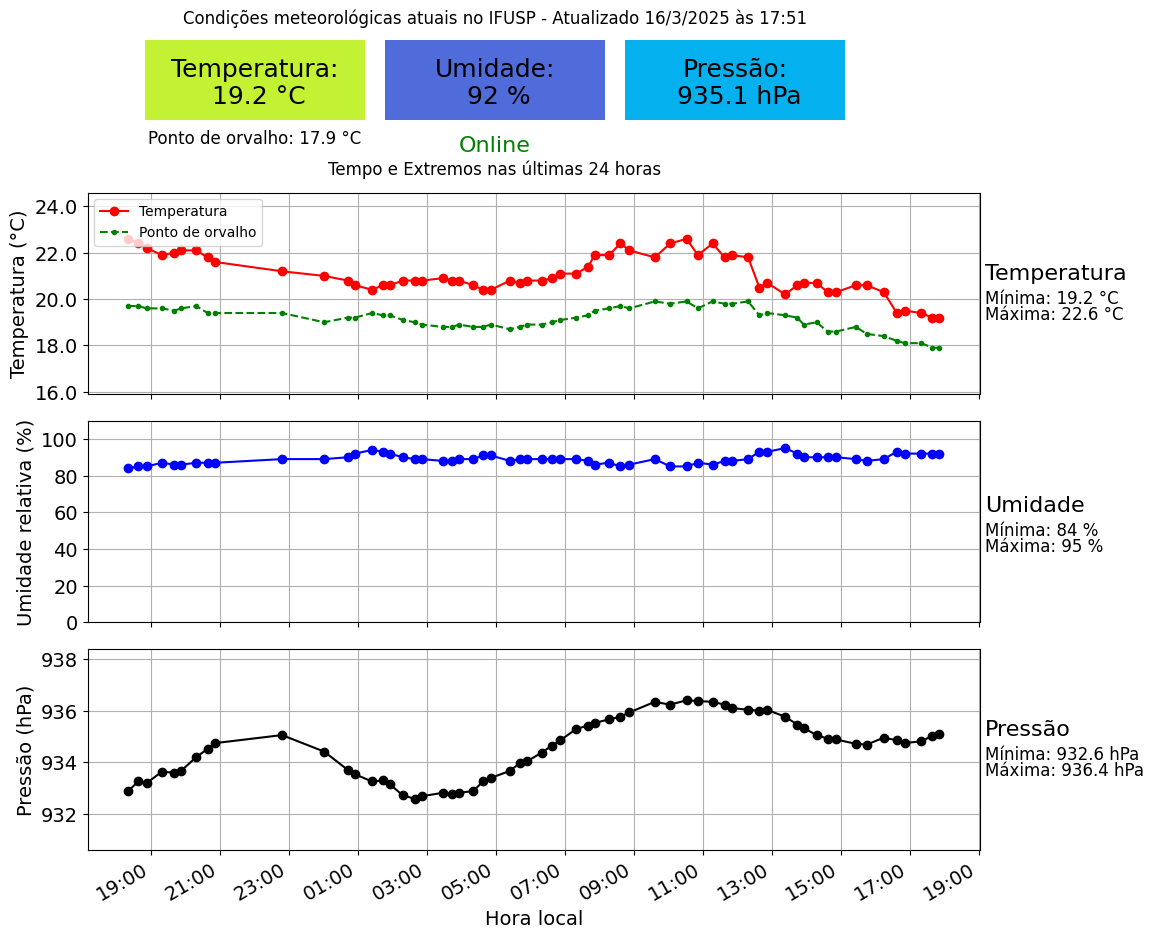 Condições meteorológicas atuais no IFUSP - Atualizado 16/3/2025 às 17:51
Temperatura:
19.2 °C
Umidade:
92 %
Pressão:
935.1 hPa
Ponto de orvalho: 17.9 °C
Online
Tempo e Extremos nas últimas 24 horas
Temperatura (°C)
24.0
22.0
20.0
18.0
16.0
Temperatura
Ponto de orvalho
Temperatura
Mínima: 19.2 °C
Máxima: 22.6 °C
Umidade relativa (%)
100
80
60
40
20
0
Umidade
Mínima: 84 %
Máxima: 95 %
Pressão (hPa)
938
936
934
932
Pressão
Mínima: 932.6 hPa
Máxima: 936.4 hPa
19:00 21:00 23:00 01:00 03:00 05:00 07:00 09:00 11:00 13:00 15:00 17:00 19:00
Hora local